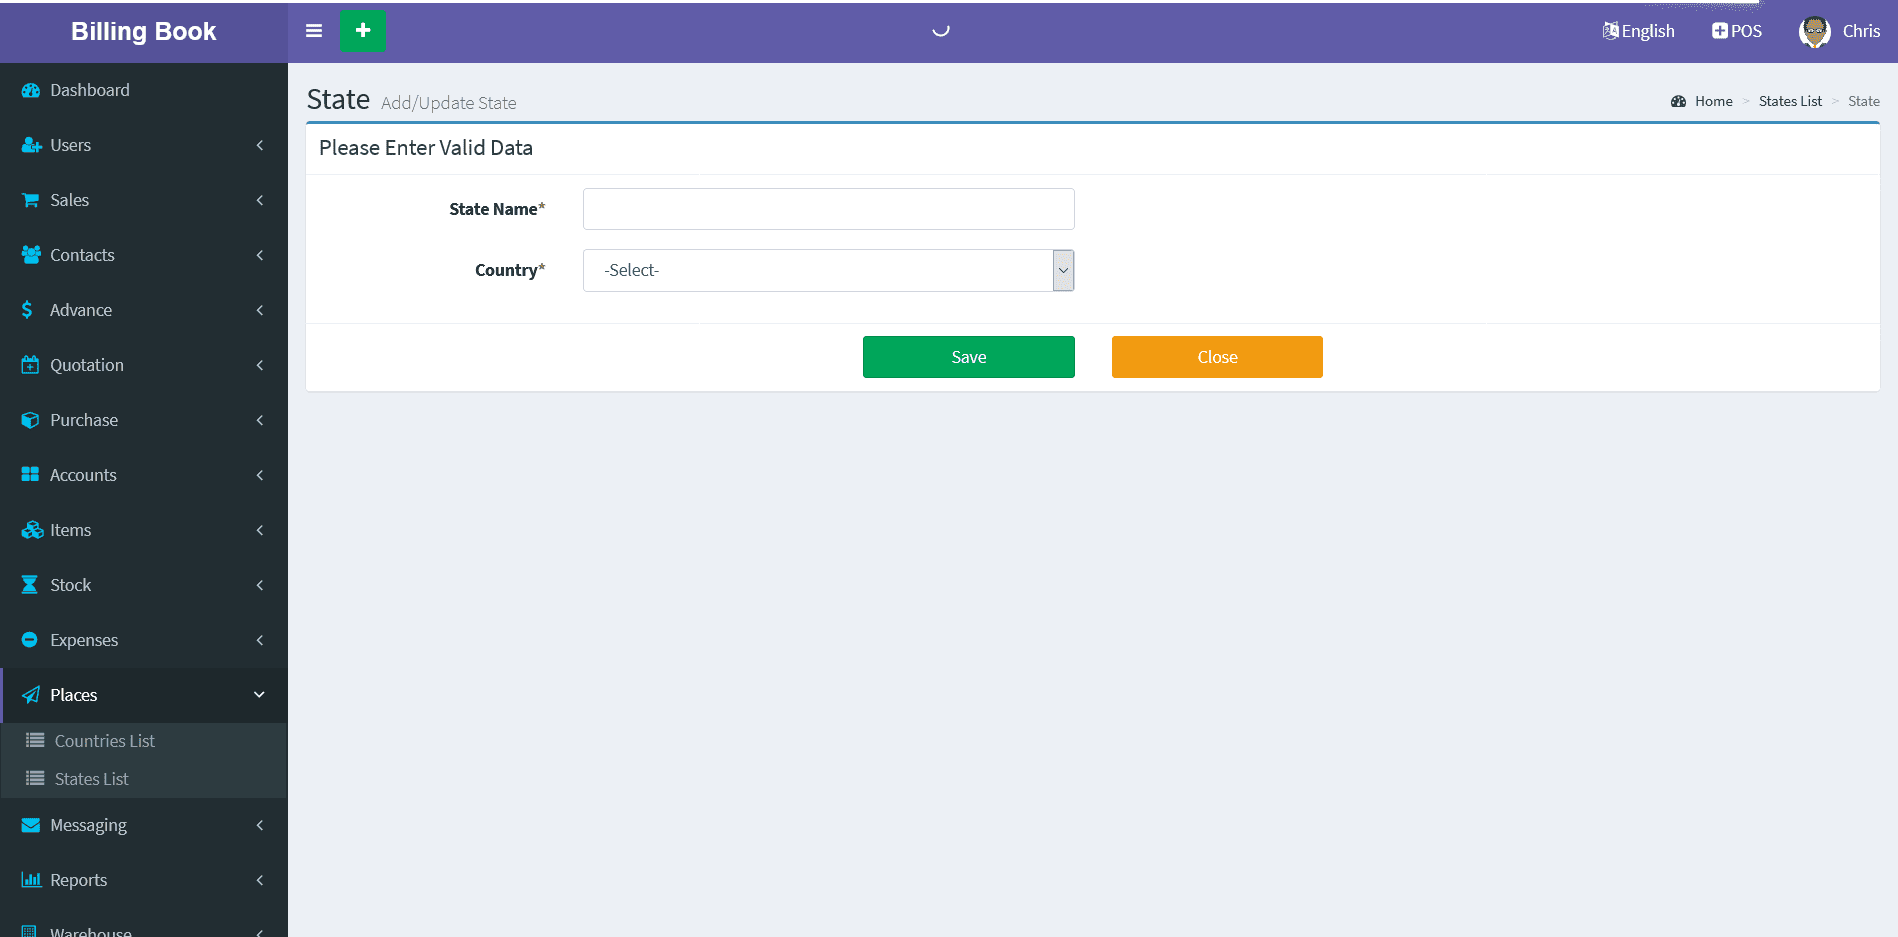 Billing Book
English
POS
Chris
Dashboard
Users
Sales
Contacts
Advance
Quotation
Purchase
Accounts
Items
Stock
Expenses
Places
Countries List
States List
Messaging
Reports
Warehouse
State Add/Update State
Home > States List > State
Please Enter Valid Data
State Name*
Country*
-Select-
Save
Close